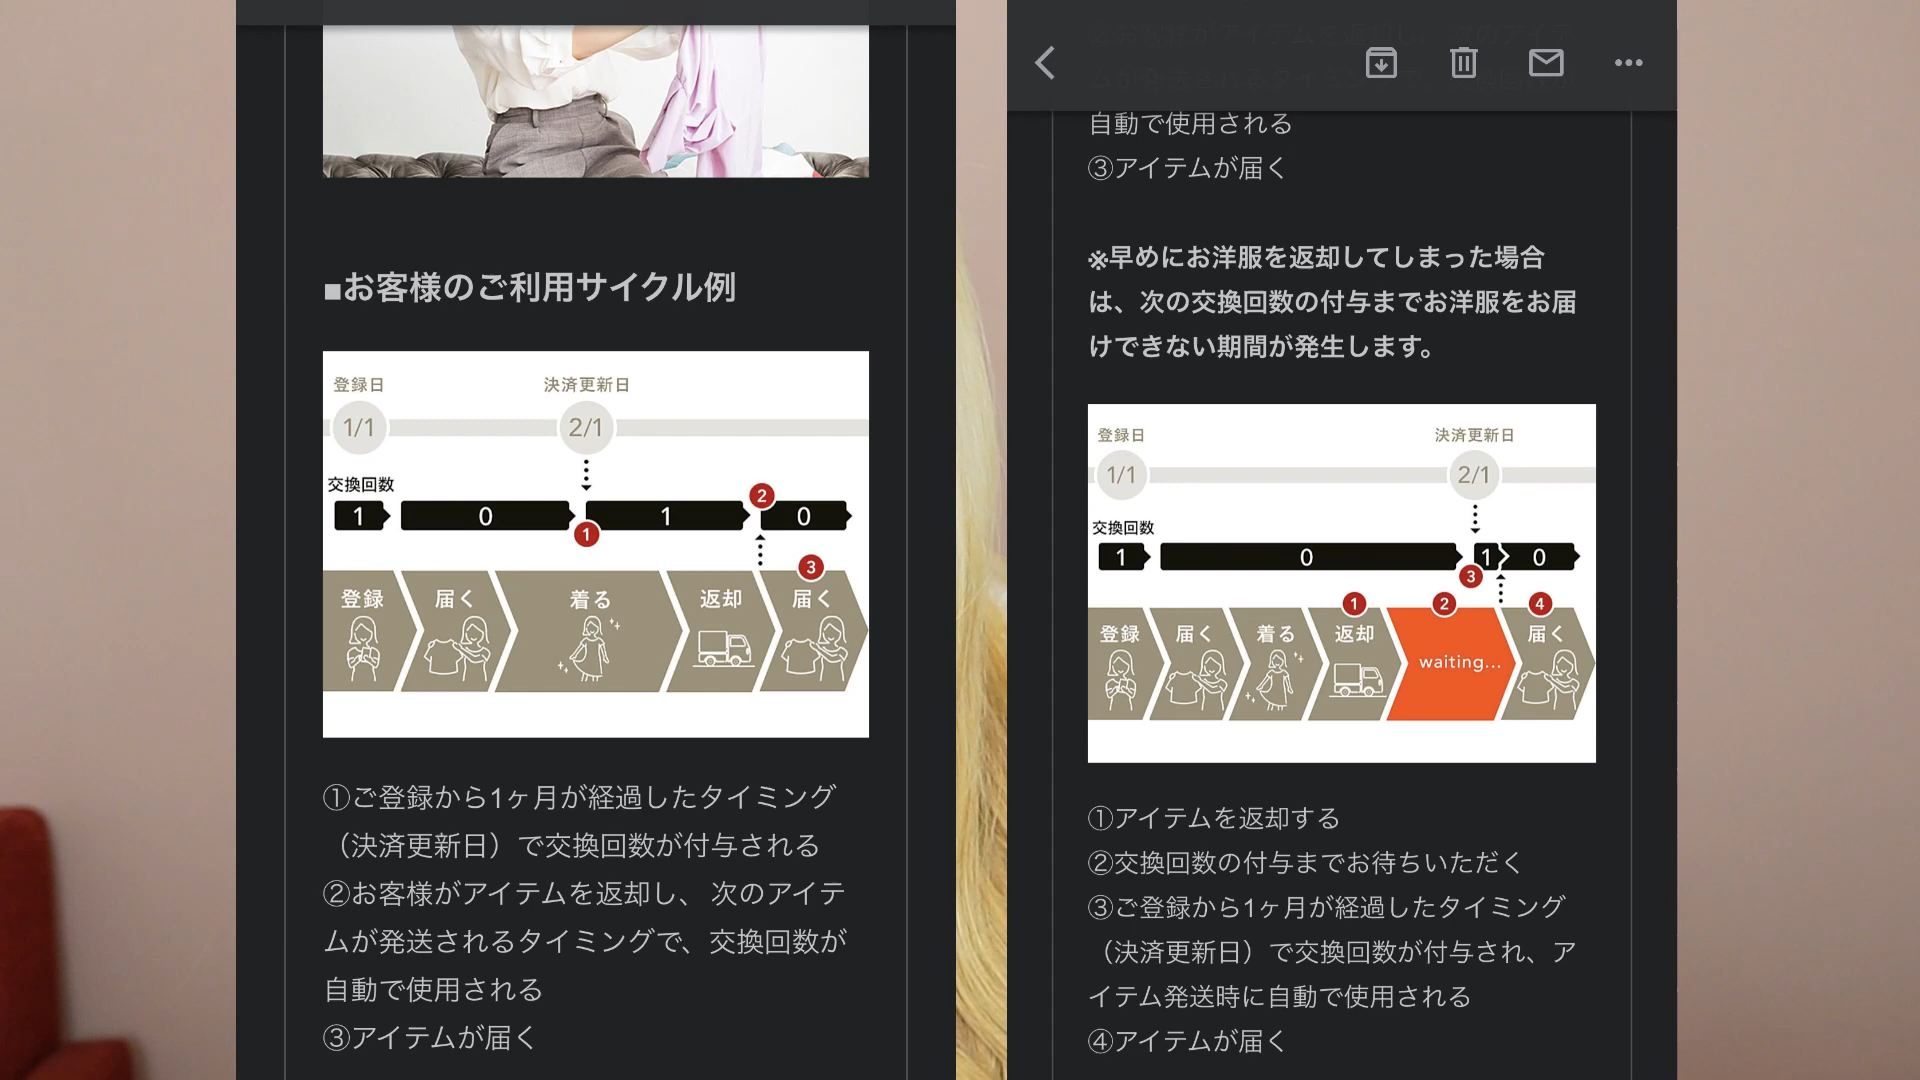 ■お客様のご利用サイクル例
登録日
決済更新日
1/1
2/1
交換回数
1
0
1
0
1
2
3
登録
届く
着る
返却
届く
①ご登録から1ヶ月が経過したタイミング
（決済更新日）で交換回数が付与される
②お客様がアイテムを返却し、次のアイテ
ムが発送されるタイミングで、交換回数が
自動で使用される
③アイテムが届く
自動で使用される
③アイテムが届く
※早めにお洋服を返却してしまった場合
は、次の交換回数の付与までお洋服をお届
けできない期間が発生します。
登録日
決済更新日
1/1
2/1
交換回数
1
0
1
0
3
1
2
4
登録
届く
着る
返却
waiting...
届く
①アイテムを返却する
②交換回数の付与までお待ちいただく
③ご登録から1ヶ月が経過したタイミング
（決済更新日）で交換回数が付与され、ア
イテム発送時に自動で使用される
④アイテムが届く